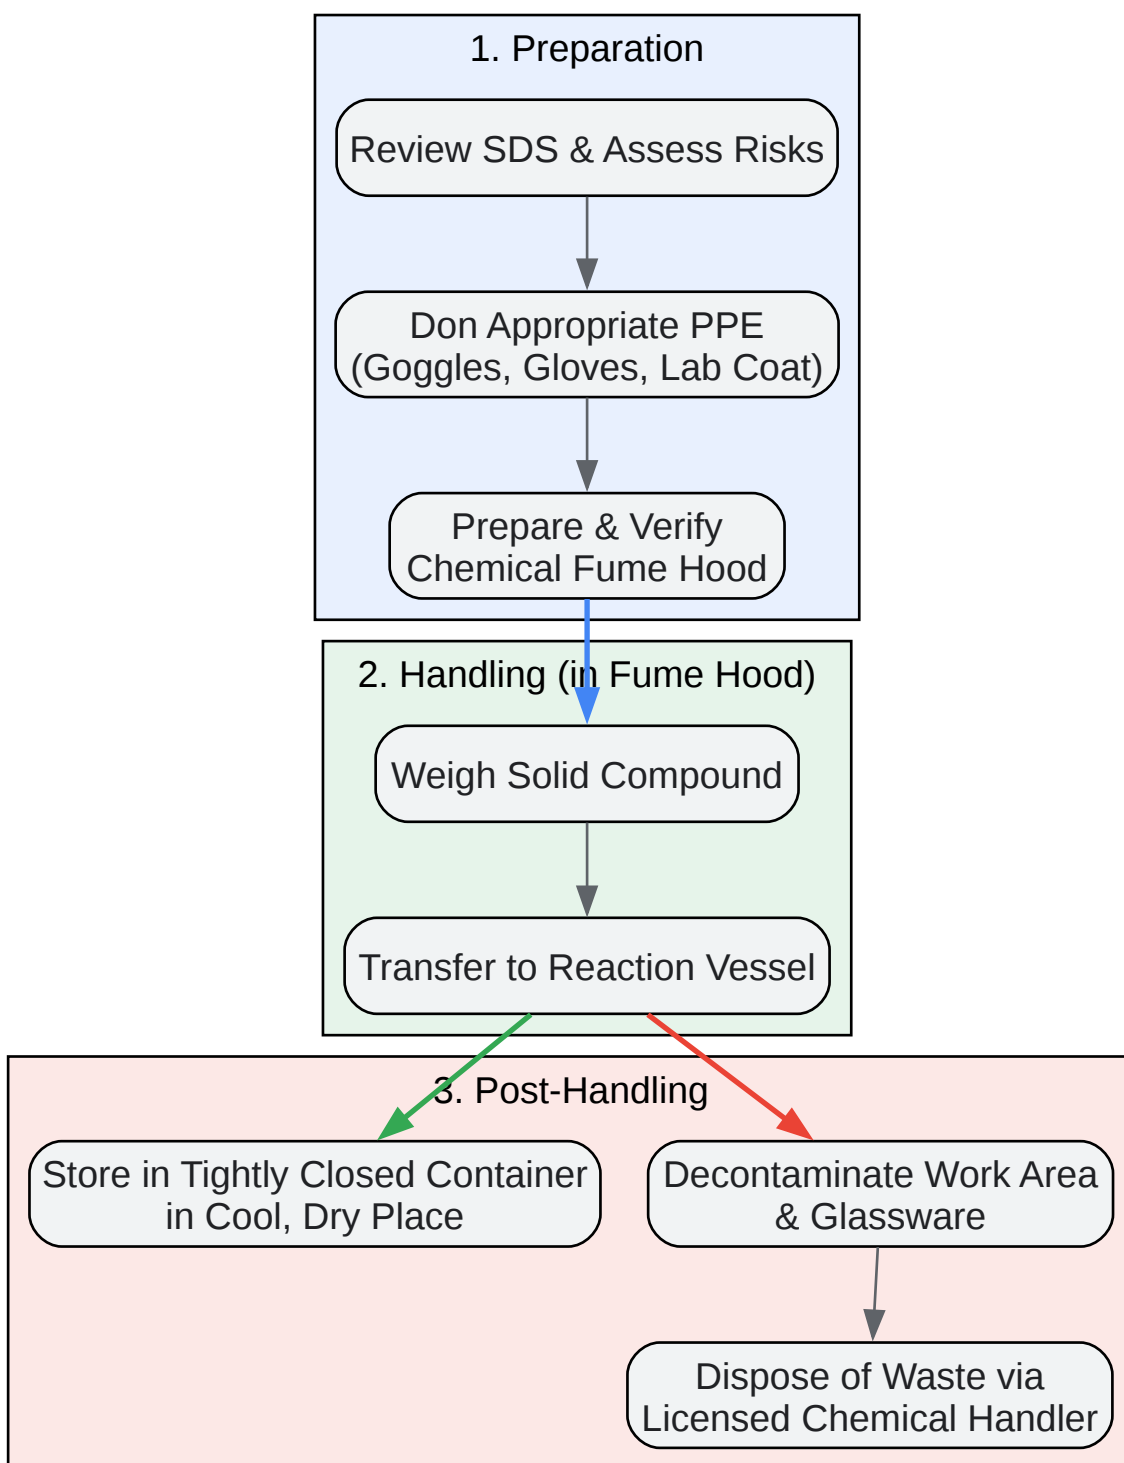 1. Preparation
Review SDS & Assess Risks
Don Appropriate PPE
(Goggles, Gloves, Lab Coat)
Prepare & Verify
Chemical Fume Hood
2. Handling (in Fume Hood)
Weigh Solid Compound
Transfer to Reaction Vessel
3. Post-Handling
Store in Tightly Closed Container
in Cool, Dry Place
Decontaminate Work Area
& Glassware
Dispose of Waste via
Licensed Chemical Handler